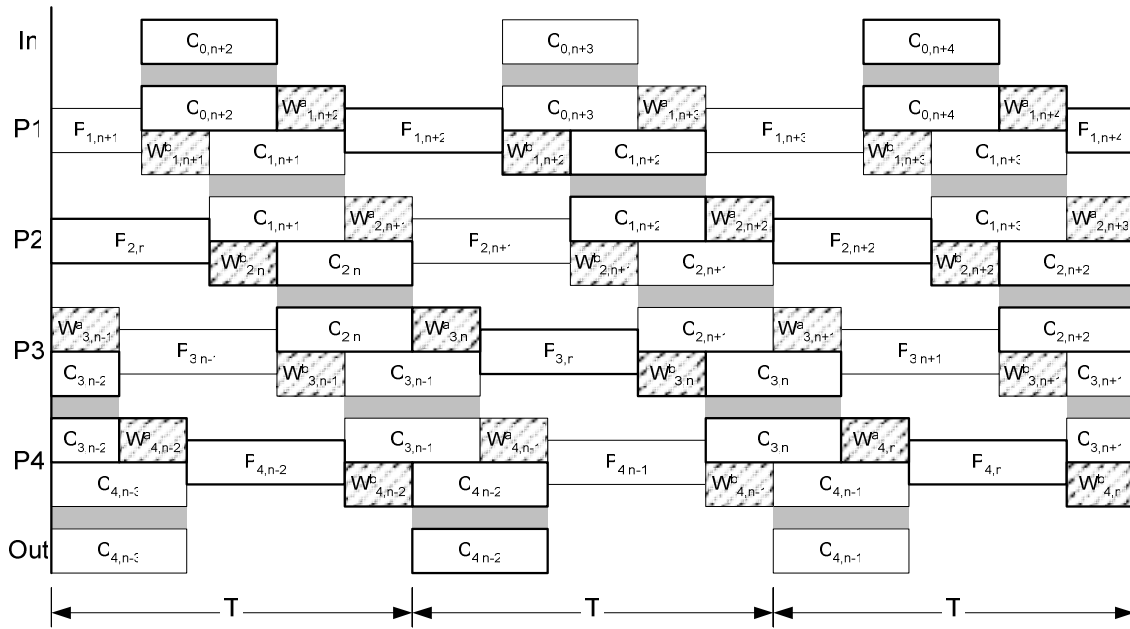 In C0,n+2 C0,n+3 C0,n+4
C0,n+2 Wa1,n+2 C0,n+3 Wa1,n+3 C0,n+4 Wa1,n+4
P1 F1,n+1 F1,n+2 F1,n+3 F1,n+4
Wb1,n+1 C1,n+1 Wb1,n+2 C1,n+2 Wb1,n+3 C1,n+3
C1,n+1 Wa2,n+1 C1,n+2 Wa2,n+2 C1,n+3 Wa2,n+3
P2 F2,n F2,n+1 F2,n+2
Wb2 n C2 n Wb2,n+1 C2,n+1 Wb2,n+2 C2,n+2
Wa3,n-1 C2 n Wa3,n C2,n+1 Wa3,n+1 C2,n+2
P3 F3 n-1 F3,n F3 n+1
C3 n-2 Wb3,n-1 C3,n-1 Wb3,n C3 n Wb3,n+1 C3,n+1
C3,n-2 Wa4,n-2 C3,n-1 Wa4,n-1 C3 n Wa4,n C3,n+1
P4 F4,n-2 F4 n-1 F4,n
C4,n-3 Wb4,n-2 C4 n-2 Wb4,n-1 C4,n-1 Wb4,n
Out C4,n-3 C4 n-2 C4,n-1
T T T